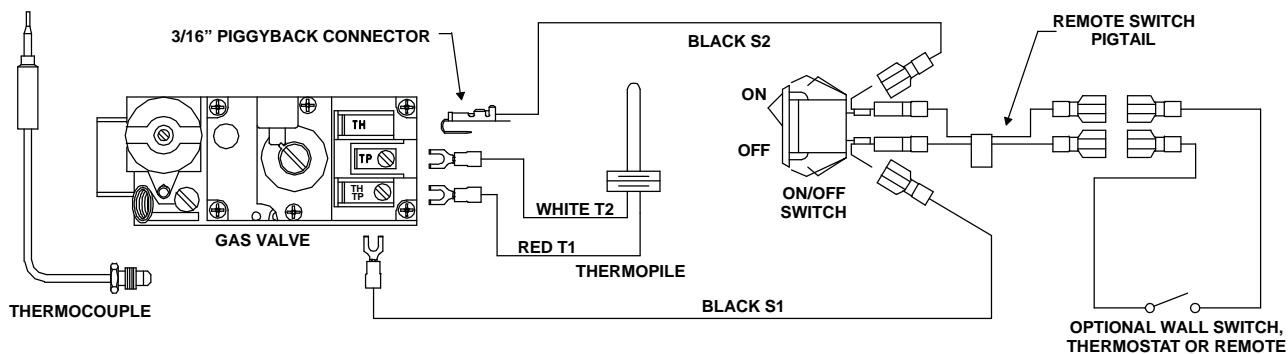 REMOTE SWITCH
PIGTAIL
3/16” PIGGYBACK CONNECTOR
BLACK S2
ON
OFF
ON/OFF
SWITCH
TH
TP
TH
TP
GAS VALVE
WHITE T2
RED T1
THERMOPILE
THERMOCOUPLE
BLACK S1
OPTIONAL WALL SWITCH,
THERMOSTAT OR REMOTE